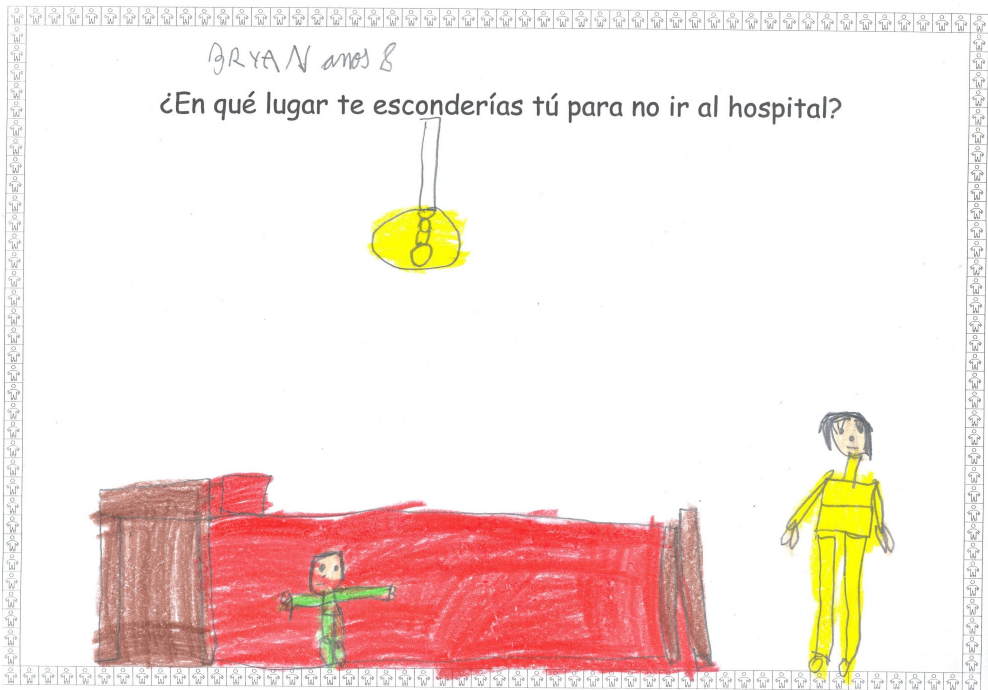 BRYAN anos 8
¿En qué lugar te esconderías tú para no ir al hospital?